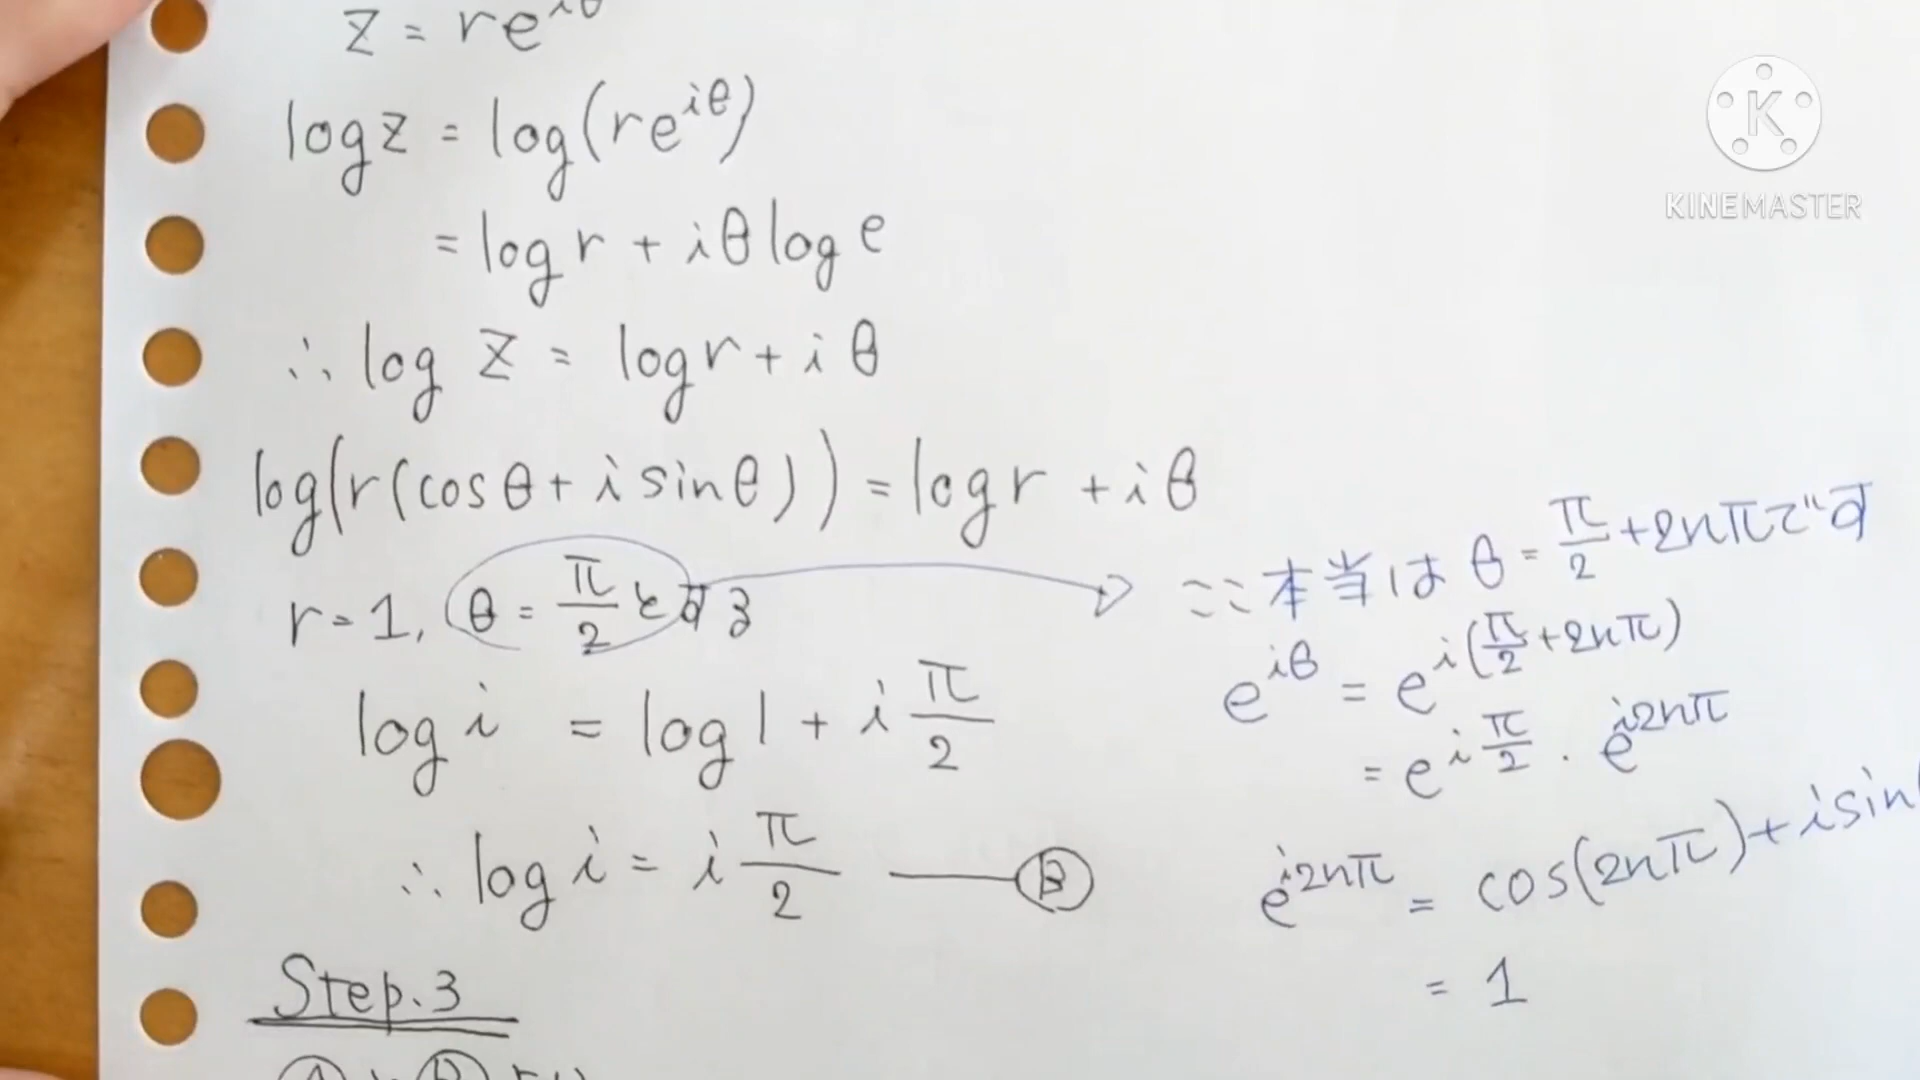 z = re^{iθ}
log z = log(re^{iθ})
= log r + iθ log e
∴ log z = log r + iθ
log(r(cosθ + i sinθ)) = log r + iθ
r = 1, θ = π/2 とする
log i = log 1 + i π/2
∴ log i = i π/2 ― Ⓑ
Step.3
ここ本当は θ = π/2 + 2nπ です
e^{iθ} = e^{i(π/2 + 2nπ)}
= e^{i π/2} · e^{i2nπ}
e^{i2nπ} = cos(2nπ) + i sin(
= 1
KINEMASTER